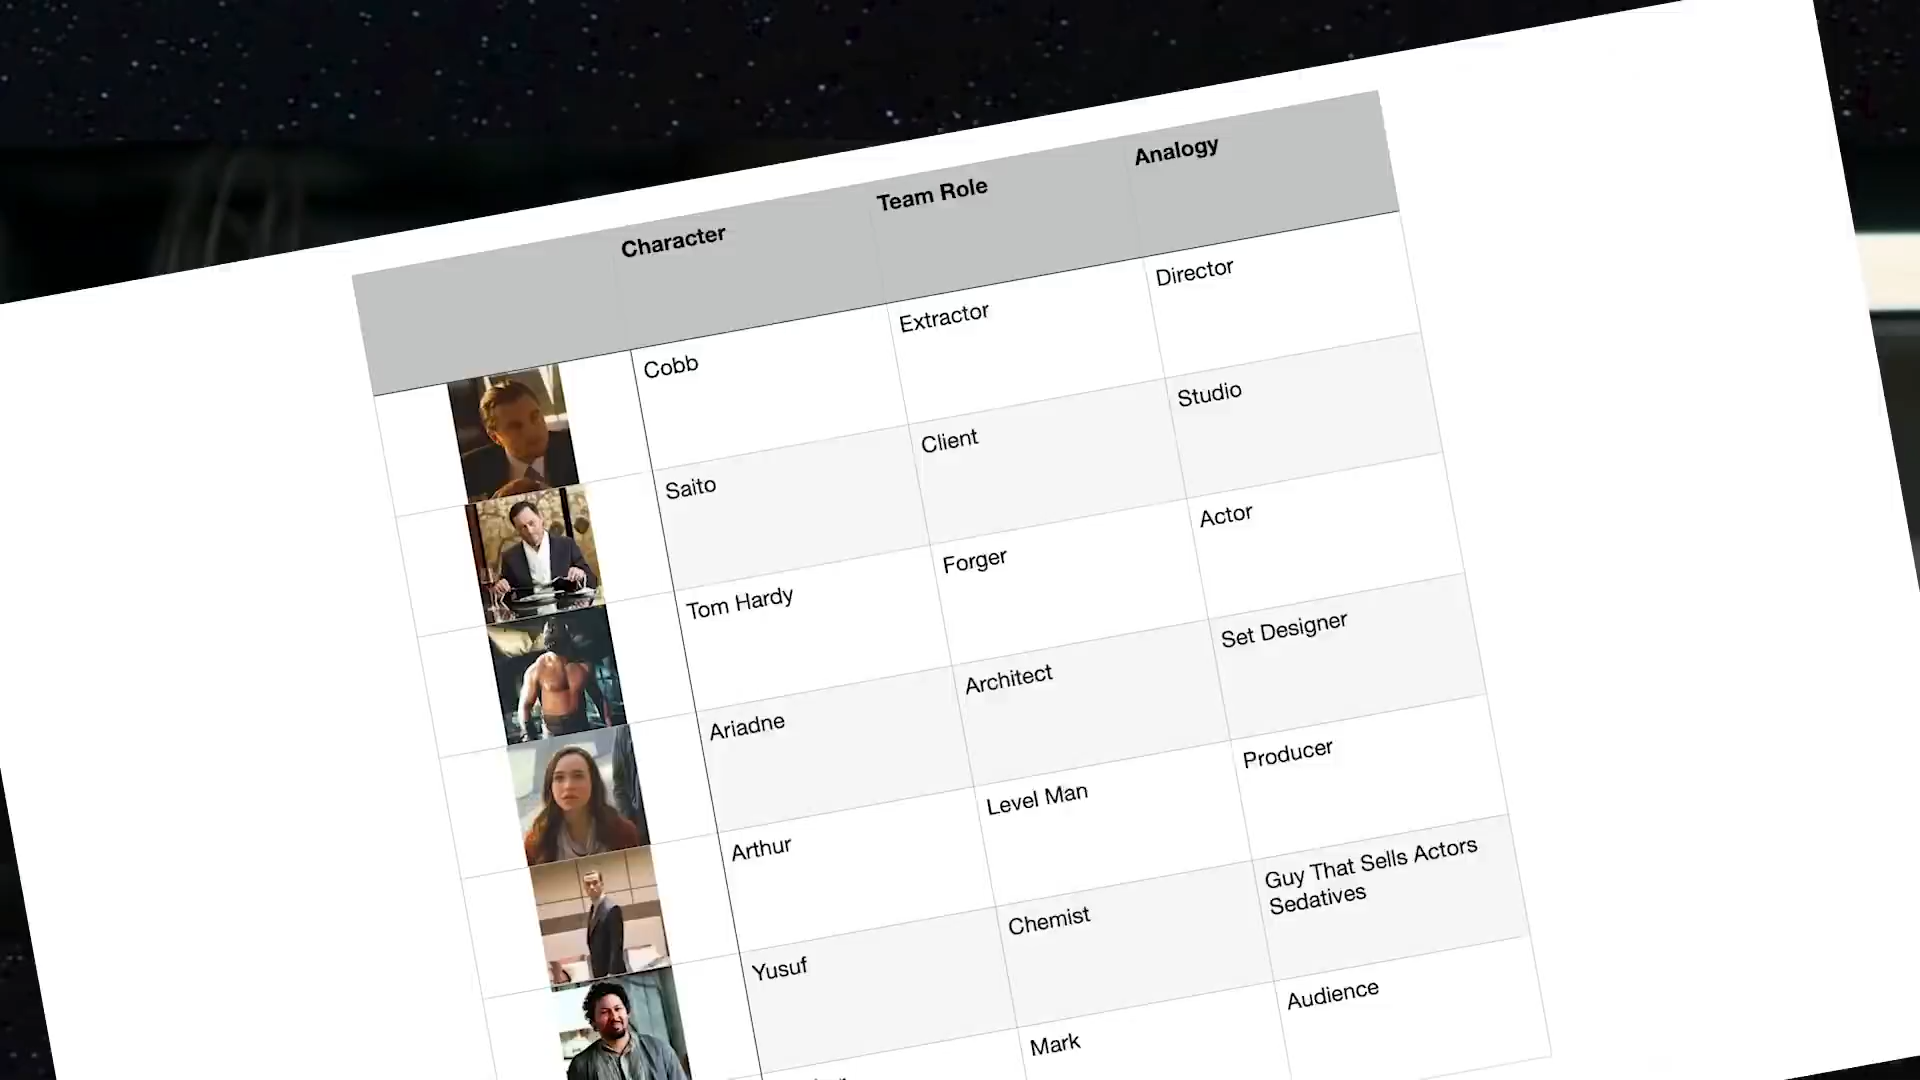 Character Team Role Analogy
Cobb Extractor Director
Saito Client Studio
Tom Hardy Forger Actor
Ariadne Architect Set Designer
Arthur Level Man Producer
Yusuf Chemist Guy That Sells Actors
Sedatives
Mark Audience